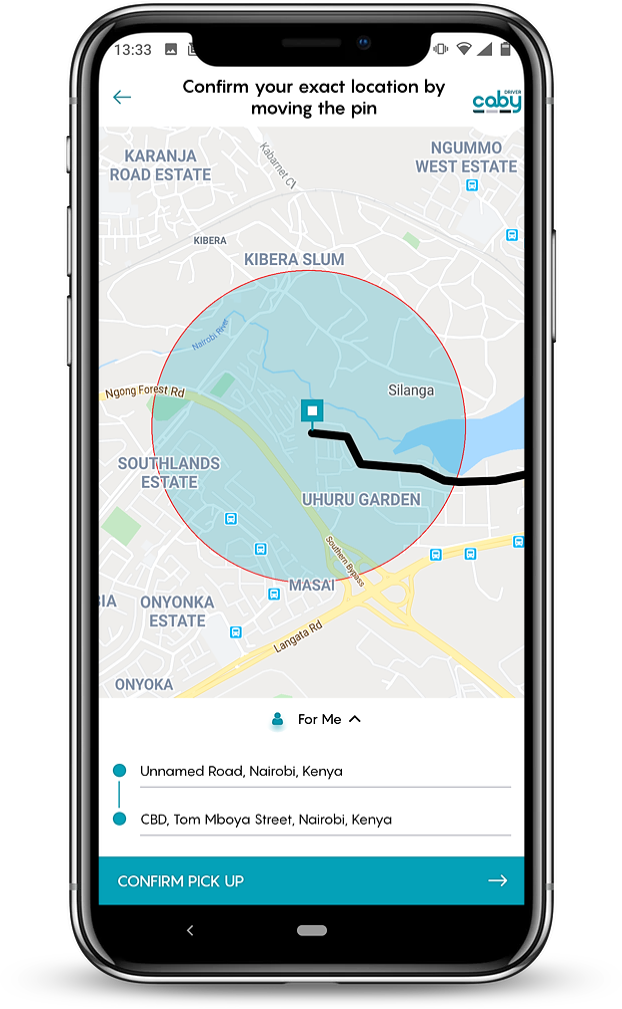 13:33
Confirm your exact location by
moving the pin
DRIVER
caby
KARANJA
ROAD ESTATE
Kabarnet Ct
NGUMMO
WEST ESTATE
KIBERA
KIBERA SLUM
Nairobi River
Ngong Forest Rd
Silanga
SOUTHLANDS
ESTATE
UHURU GARDEN
Southern Bypass
MASAI
IA
ONYONKA
ESTATE
Langata Rd
ONYOKA
For Me
Unnamed Road, Nairobi, Kenya
CBD, Tom Mboya Street, Nairobi, Kenya
CONFIRM PICK UP